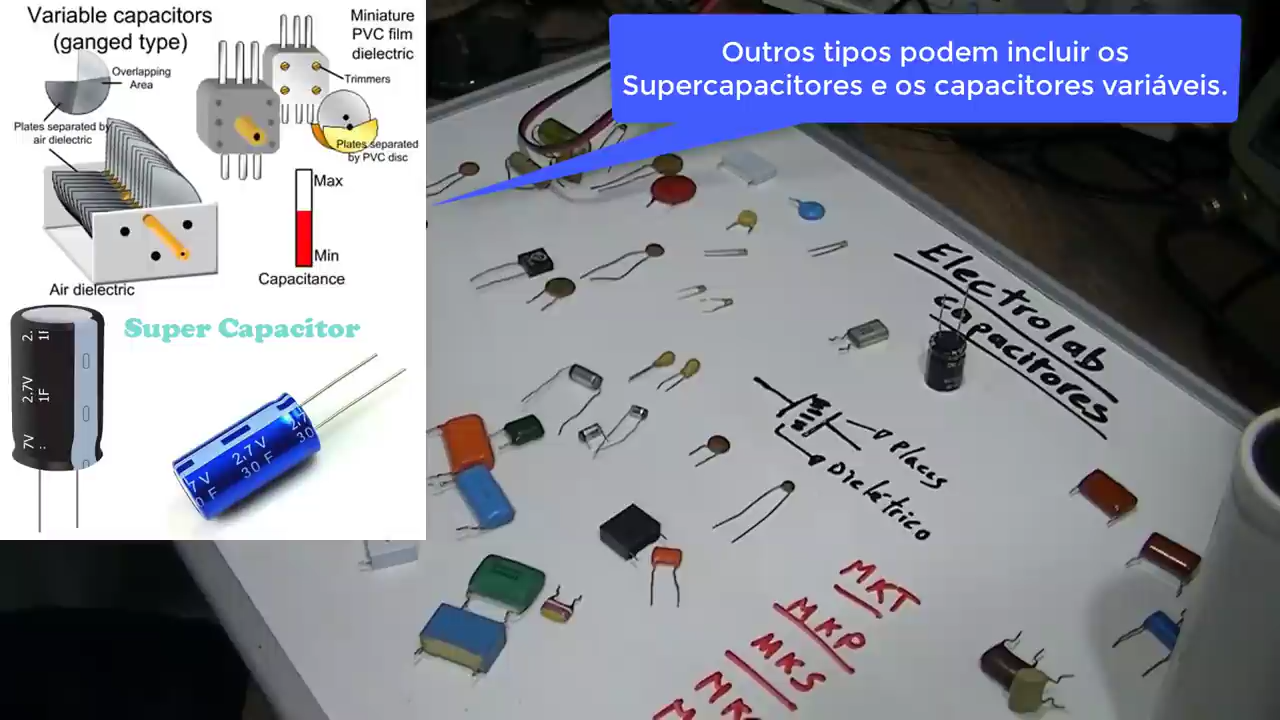 Variable capacitors
(ganged type)
Miniature
PVC film
dielectric
Overlapping
Area
Trimmers
Plates separated by
air dielectric
Plates separated
by PVC disc
Max
Min
Capacitance
Air dielectric
Super Capacitor
2.7V
1F
2,7 V
30 F
Outros tipos podem incluir os
Supercapacitores e os capacitores variáveis.
Electrolab
capacitores
Placas
Dielétrico
MKT
MKP
MKS